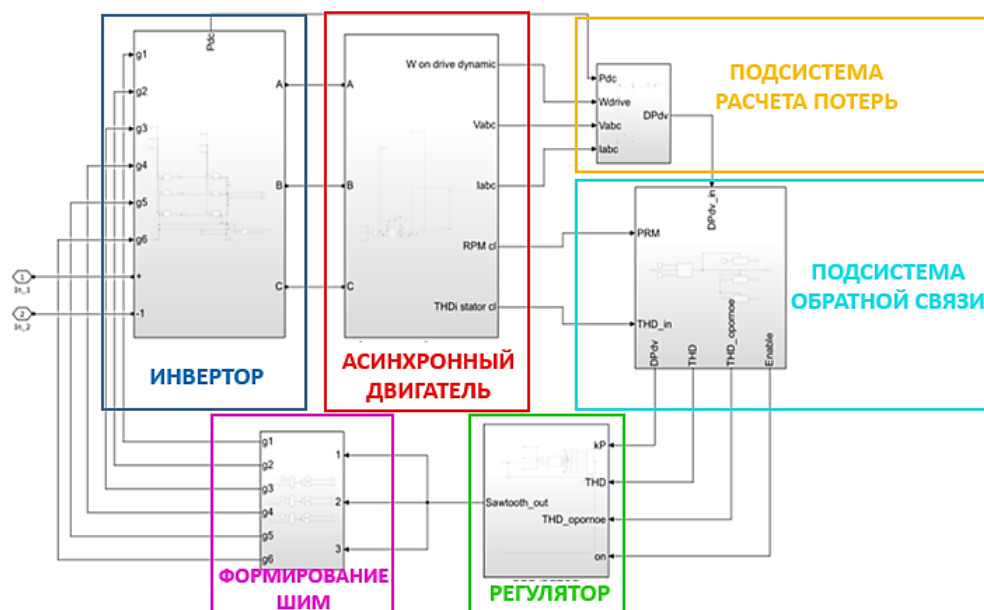 Pdc
g1
g2
g3
g4
g5
g6
+
-1
A
B
C
1
In_1
2
In_2
ИНВЕРТОР
A
B
C
W on drive dynamic
Vabc
Iabc
RPM cl
THDi stator cl
АСИНХРОННЫЙ
ДВИГАТЕЛЬ
Pdc
Wdrive
Vabc
Iabc
DPdv
ПОДСИСТЕМА
РАСЧЕТА ПОТЕРЬ
DPdv_in
PRM
THD_in
DPdv
THD
THD_opornoe
Enable
ПОДСИСТЕМА
ОБРАТНОЙ СВЯЗИ
g1
g2
g3
g4
g5
g6
1
2
3
ФОРМИРОВАНИЕ
ШИМ
Sawtooth_out
kP
THD
THD_opornoe
on
РЕГУЛЯТОР